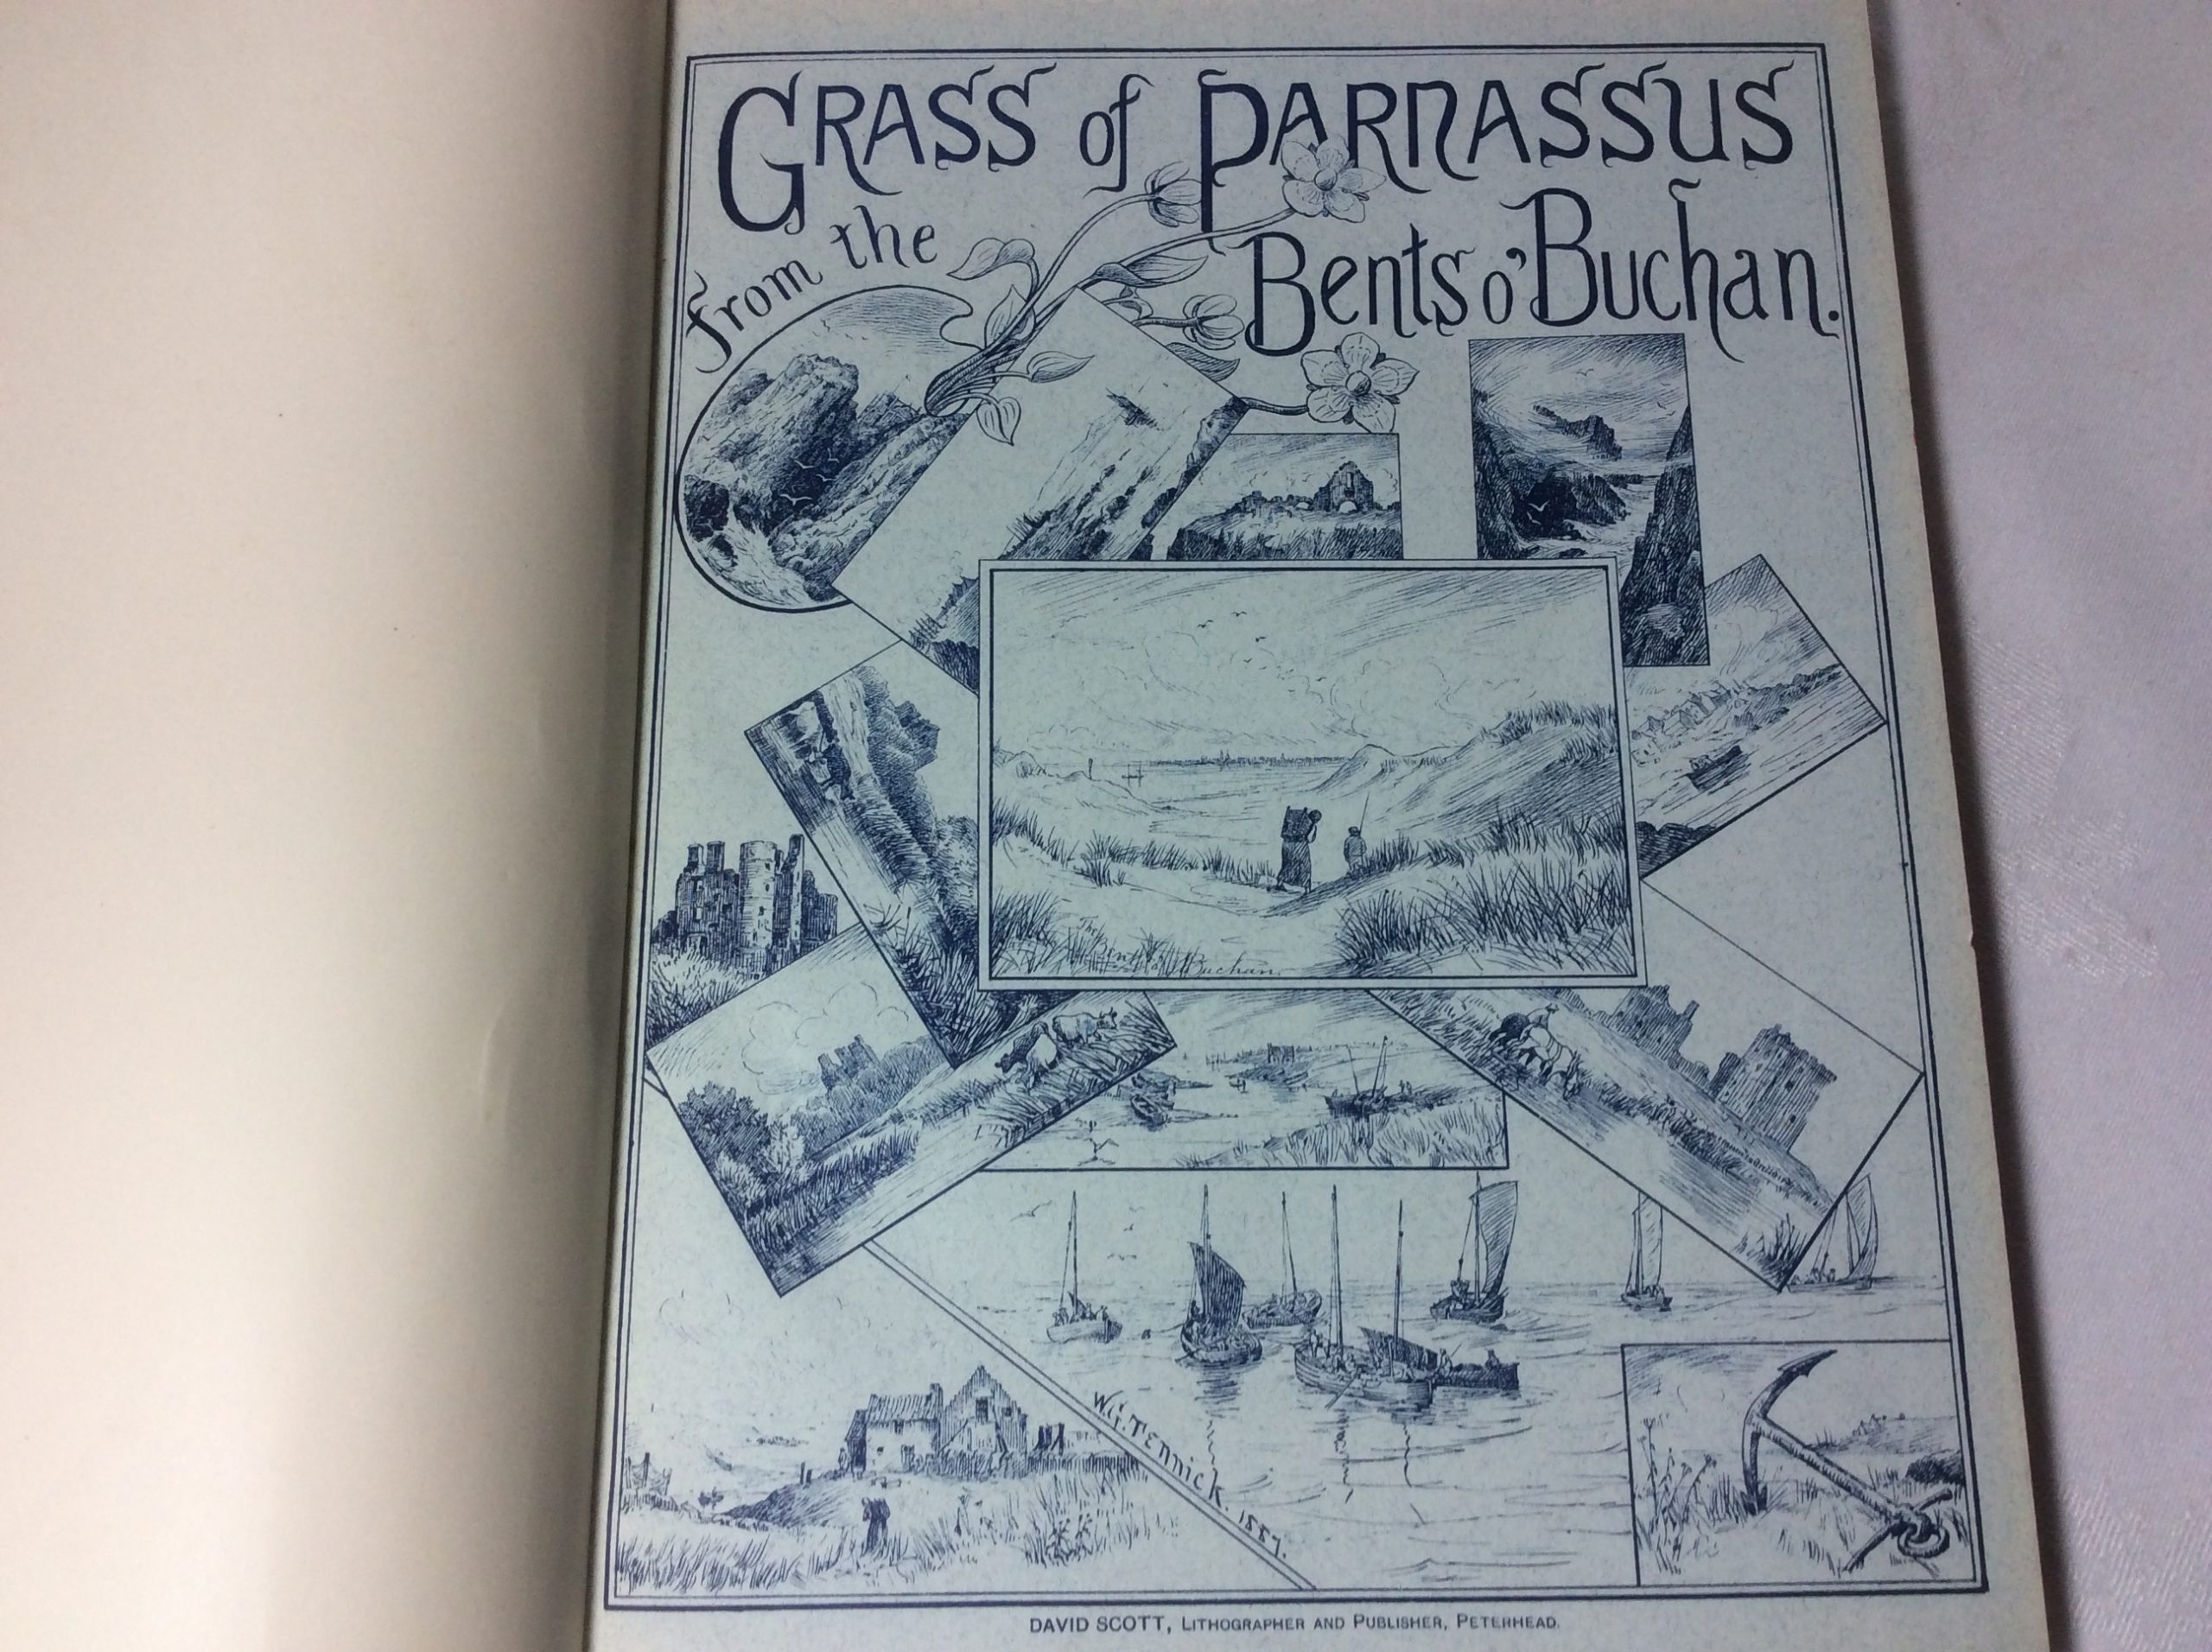 GRASS of PARNASSUS
from the
Bents o' Buchan.
The Bents o' Buchan.
W.G. TENNICK. 1887.
DAVID SCOTT, LITHOGRAPHER AND PUBLISHER, PETERHEAD.